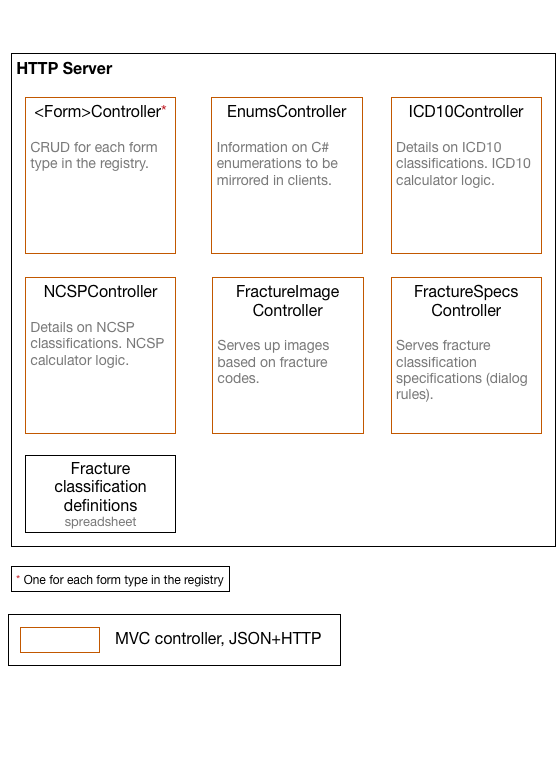 HTTP Server
<Form>Controller*
CRUD for each form
type in the registry.
EnumsController
Information on C#
enumerations to be
mirrored in clients.
ICD10Controller
Details on ICD10
classifications. ICD10
calculator logic.
NCSPController
Details on NCSP
classifications. NCSP
calculator logic.
FractureImage
Controller
Serves up images
based on fracture
codes.
FractureSpecs
Controller
Serves fracture
classification
specifications (dialog
rules).
Fracture
classification
definitions
spreadsheet
* One for each form type in the registry
MVC controller, JSON+HTTP